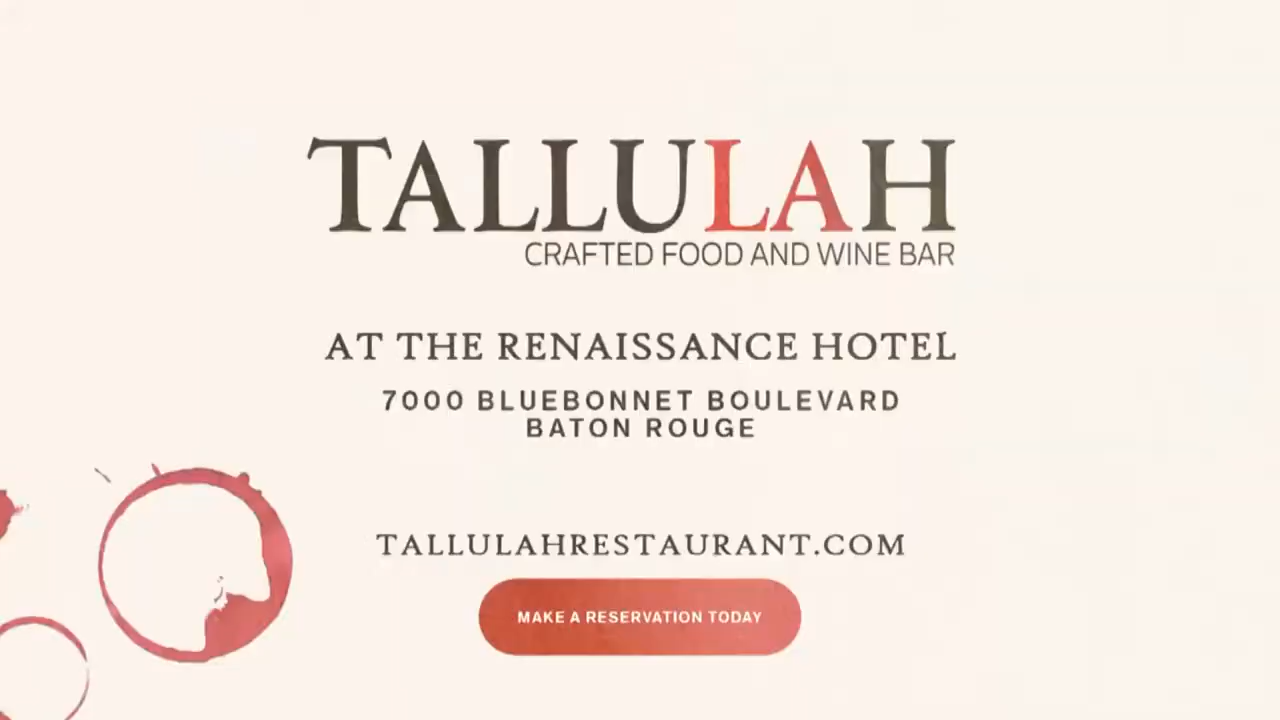 TALLULAH
CRAFTED FOOD AND WINE BAR
AT THE RENAISSANCE HOTEL
7000 BLUEBONNET BOULEVARD
BATON ROUGE
TALLULAHRESTAURANT.COM
MAKE A RESERVATION TODAY